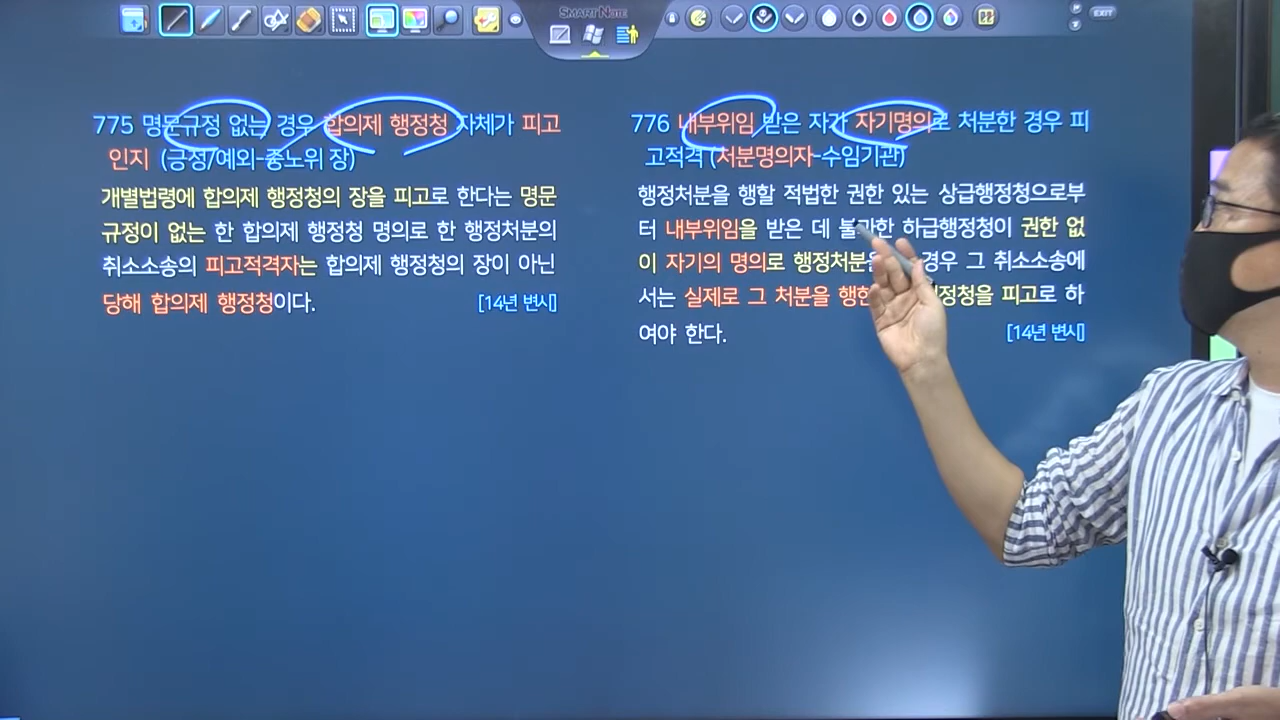 SMARTNOTE
EXIT
775 명문규정 없는 경우 합의제 행정청 자체가 피고
인지 (긍정/예외-중노위 장)
개별법령에 합의제 행정청의 장을 피고로 한다는 명문
규정이 없는 한 합의제 행정청 명의로 한 행정처분의
취소소송의 피고적격자는 합의제 행정청의 장이 아닌
당해 합의제 행정청이다. [14년 변시]
776 내부위임 받은 자가 자기명의로 처분한 경우 피
고적격 (처분명의자-수임기관)
행정처분을 행할 적법한 권한 있는 상급행정청으로부
터 내부위임을 받은 데 불과한 하급행정청이 권한 없
이 자기의 명의로 행정처분을 경우 그 취소소송에
서는 실제로 그 처분을 행한 피고로 하
여야 한다. [14년 변시]